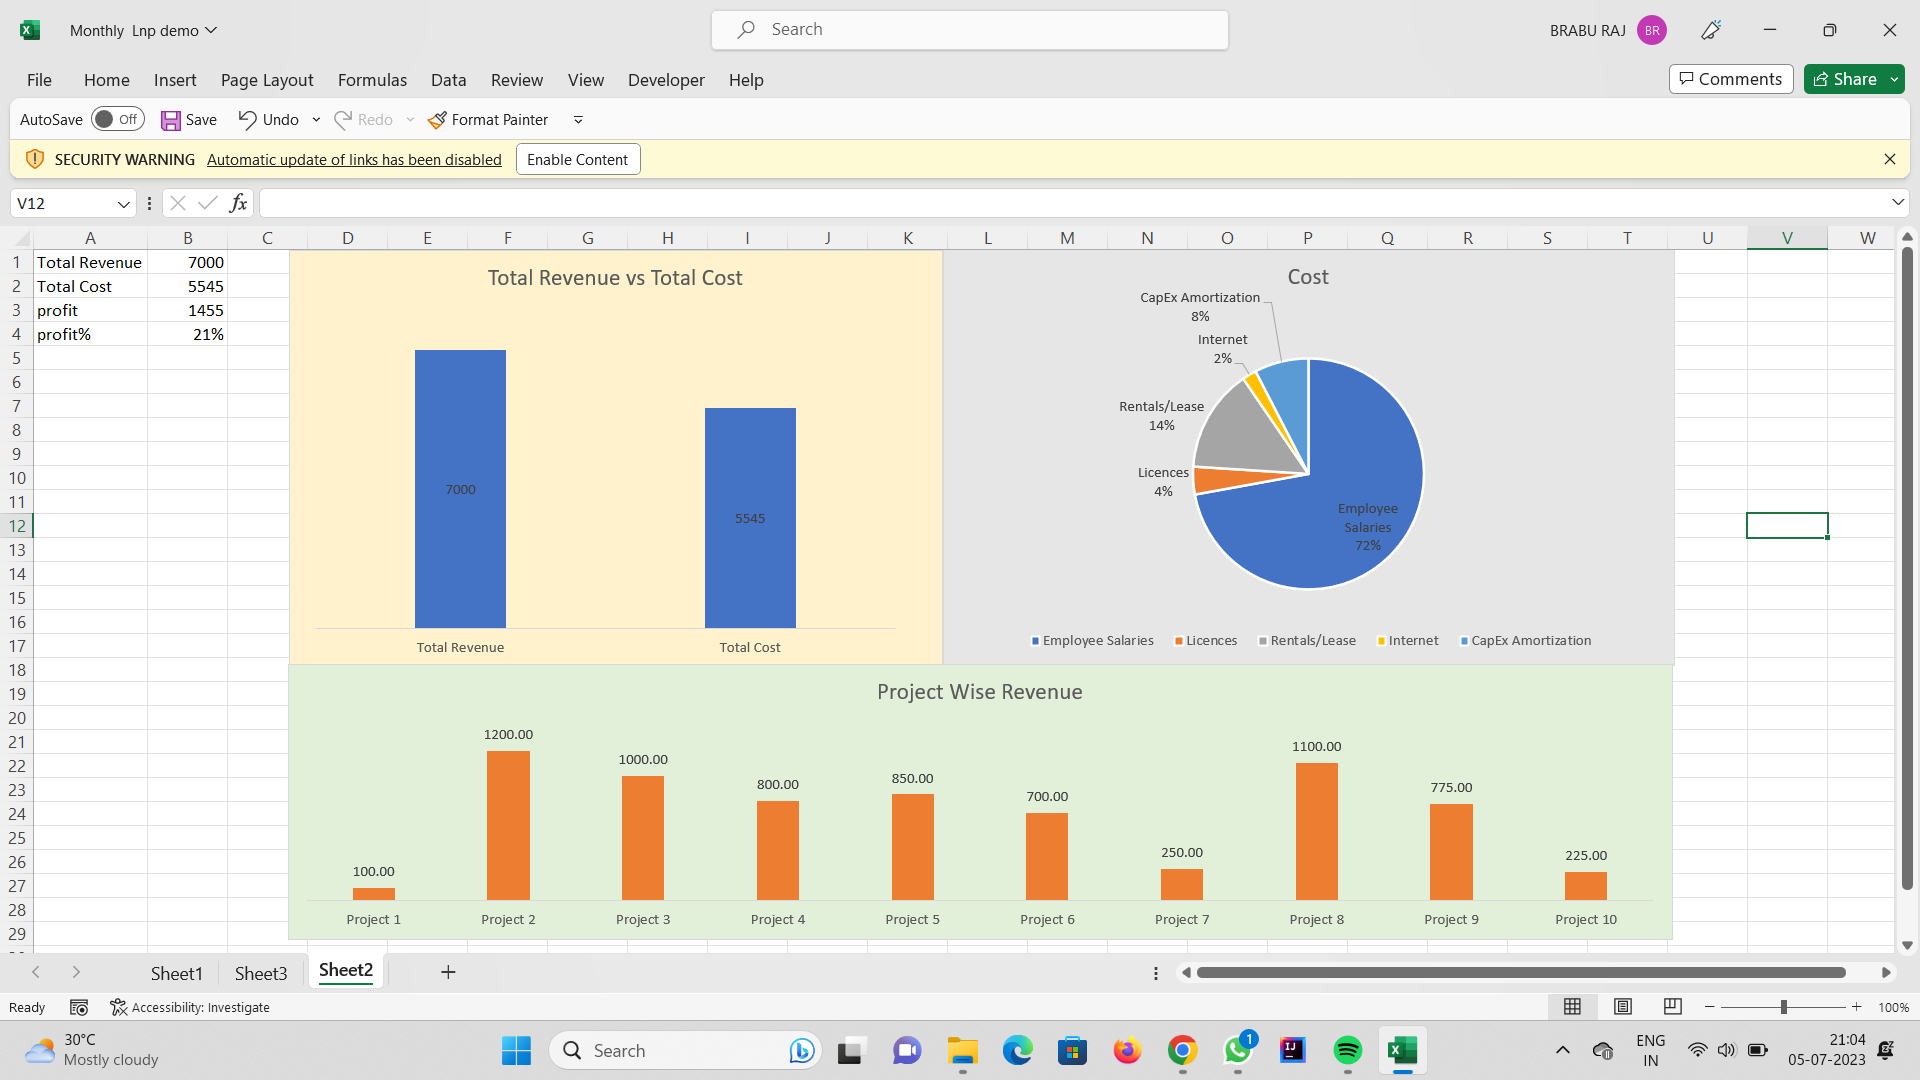 Monthly Lnp demo
Search
BRABU RAJ BR
File Home Insert Page Layout Formulas Data Review View Developer Help
Comments Share
AutoSave Off Save Undo Redo Format Painter
SECURITY WARNING Automatic update of links has been disabled Enable Content
V12 fx
A B C D E F G H I J K L M N O P Q R S T U V W
1 Total Revenue 7000
2 Total Cost 5545
3 profit 1455
4 profit% 21%
5
6
7
8
9
10
11
12
13
14
15
16
17
18
19
20
21
22
23
24
25
26
27
28
29
Total Revenue vs Total Cost
7000
5545
Total Revenue Total Cost
Cost
CapEx Amortization
8%
Internet
2%
Rentals/Lease
14%
Licences
4%
Employee
Salaries
72%
Employee Salaries Licences Rentals/Lease Internet CapEx Amortization
Project Wise Revenue
100.00 1200.00 1000.00 800.00 850.00 700.00 250.00 1100.00 775.00 225.00
Project 1 Project 2 Project 3 Project 4 Project 5 Project 6 Project 7 Project 8 Project 9 Project 10
Sheet1 Sheet3 Sheet2
Ready Accessibility: Investigate 100%
30°C
Mostly cloudy
Search
1
ENG
IN
21:04
05-07-2023